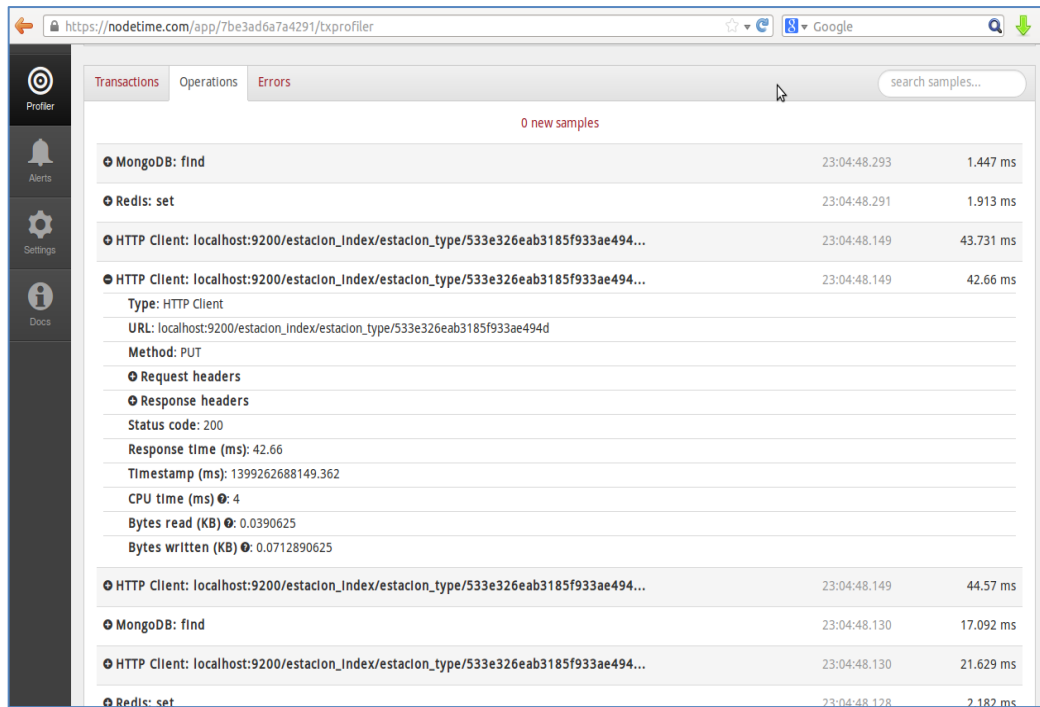 https://nodetime.com/app/7be3ad6a7a4291/txprofiler
Google
Profiler
Alerts
Settings
Docs
Transactions Operations Errors
search samples...
0 new samples
MongoDB: find 23:04:48.293 1.447 ms
Redis: set 23:04:48.291 1.913 ms
HTTP Client: localhost:9200/estacion_index/estacion_type/533e326eab3185f933ae494... 23:04:48.149 43.731 ms
HTTP Client: localhost:9200/estacion_index/estacion_type/533e326eab3185f933ae494... 23:04:48.149 42.66 ms
Type: HTTP Client
URL: localhost:9200/estacion_index/estacion_type/533e326eab3185f933ae494d
Method: PUT
Request headers
Response headers
Status code: 200
Response time (ms): 42.66
Timestamp (ms): 1399262688149.362
CPU time (ms) ?: 4
Bytes read (KB) ?: 0.0390625
Bytes written (KB) ?: 0.0712890625
HTTP Client: localhost:9200/estacion_index/estacion_type/533e326eab3185f933ae494... 23:04:48.149 44.57 ms
MongoDB: find 23:04:48.130 17.092 ms
HTTP Client: localhost:9200/estacion_index/estacion_type/533e326eab3185f933ae494... 23:04:48.130 21.629 ms
Redis: set 23:04:48.128 2.182 ms